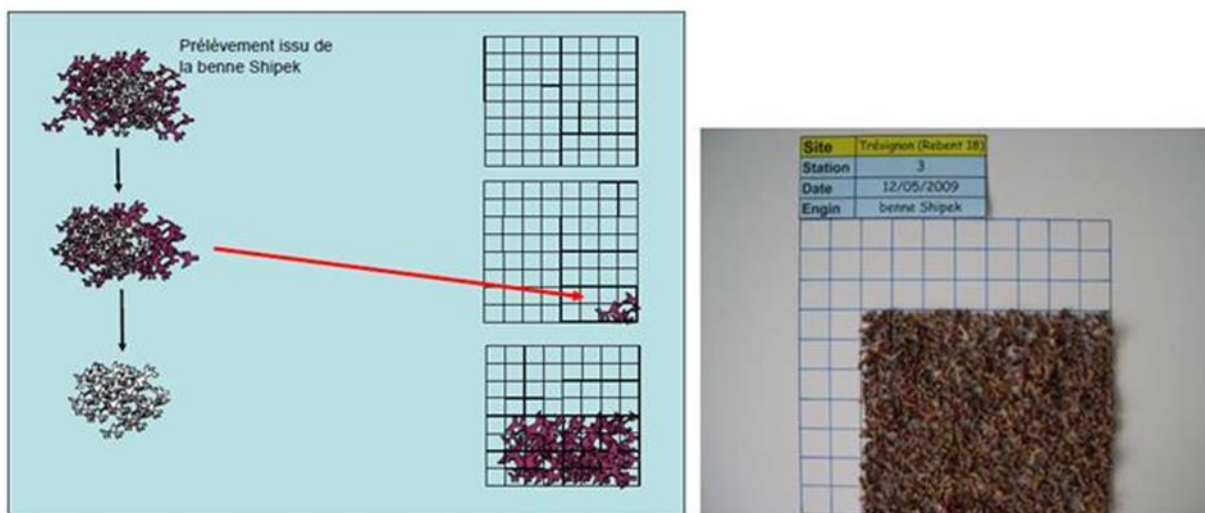 Prélèvement issu de
la benne Shipek
Site Trévignon (Rebent 18)
Station 3
Date 12/05/2009
Engin benne Shipek